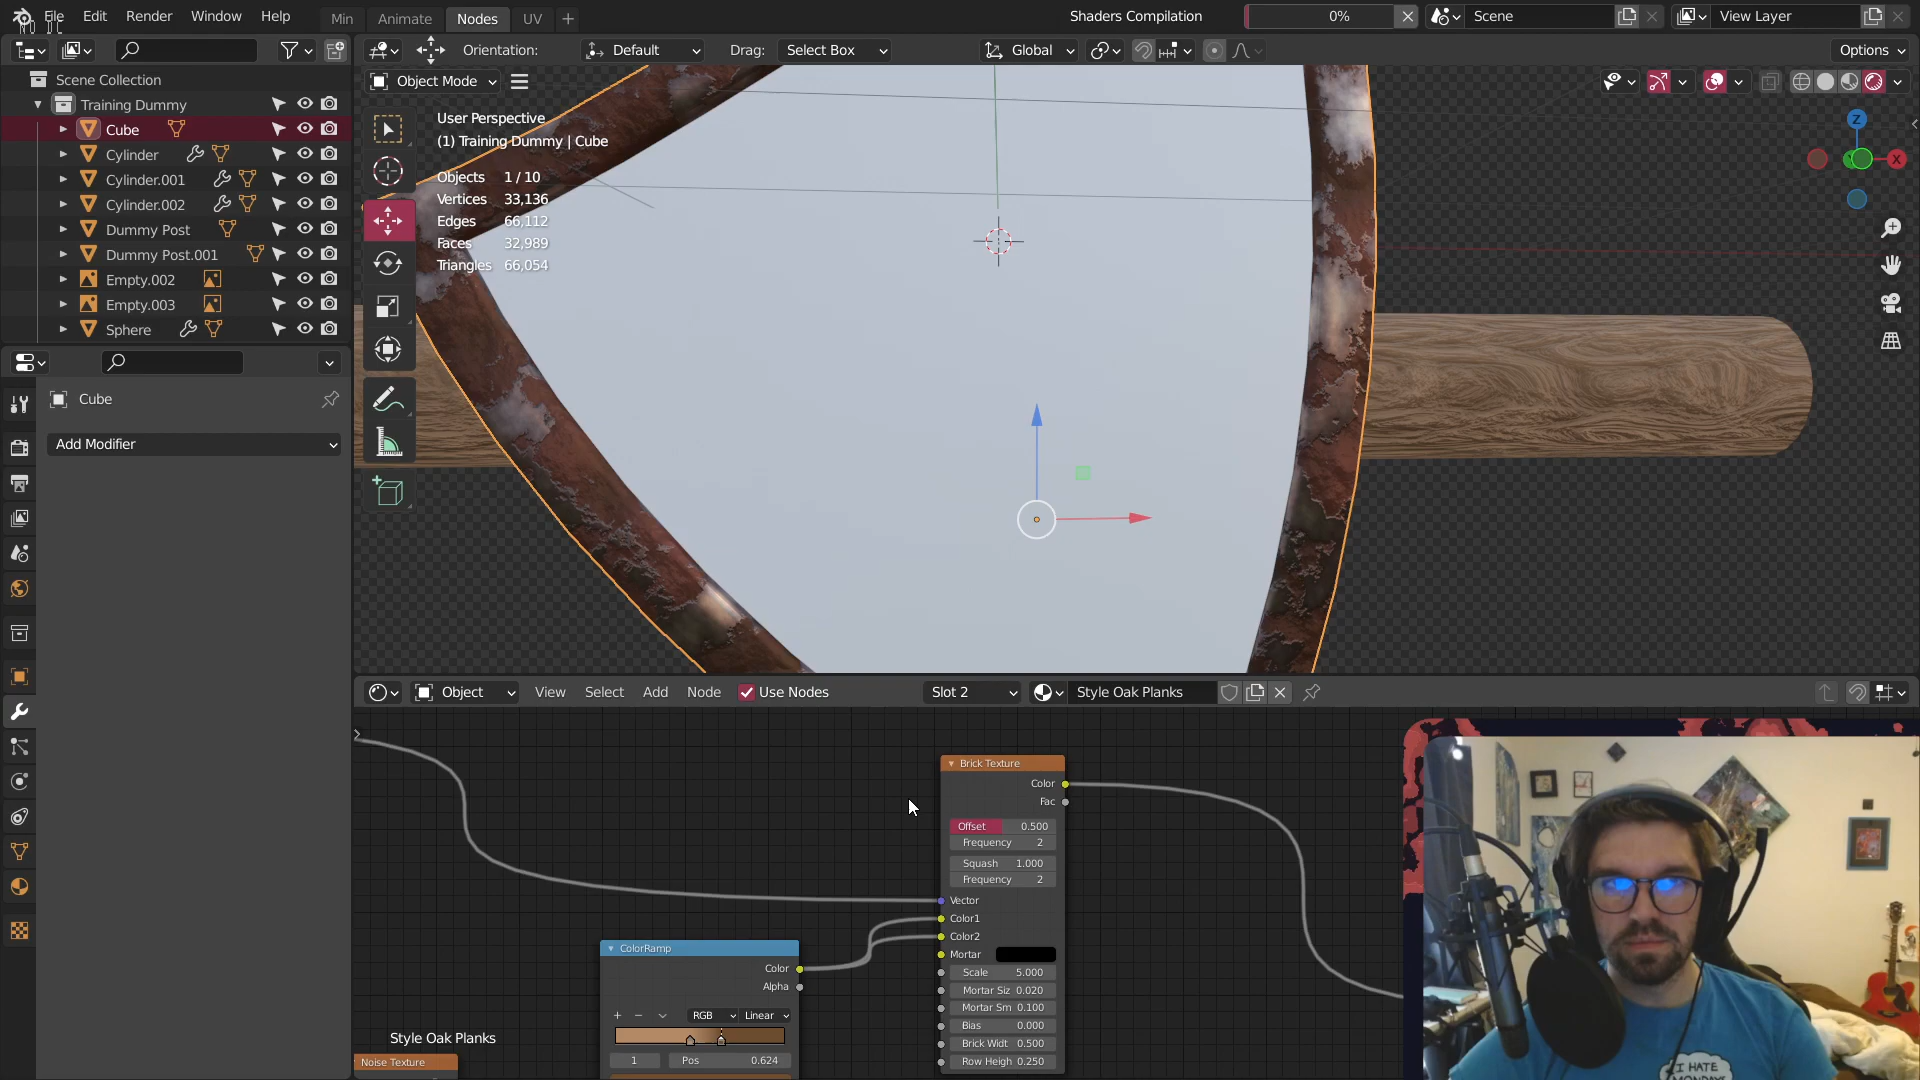 File Edit Render Window Help Min Animate Nodes UV + Shaders Compilation 0% Scene View Layer
Orientation: Default Drag: Select Box Global Options
Scene Collection
Object Mode
Training Dummy
Cube
Cylinder
Cylinder.001
Cylinder.002
Dummy Post
Dummy Post.001
Empty.002
Empty.003
Sphere
User Perspective
(1) Training Dummy | Cube
Objects 1 / 10
Vertices 33,136
Edges 66,112
Faces 32,989
Triangles 66,054
Z
X
Cube
Add Modifier
Object View Select Add Node Use Nodes Slot 2 Style Oak Planks
Brick Texture
Color
Fac
Offset 0.500
Frequency 2
Squash 1.000
Frequency 2
Vector
Color1
Color2
Mortar
Scale 5.000
Mortar Siz 0.020
Mortar Sm 0.100
Bias 0.000
Brick Widt 0.500
Row Heigh 0.250
ColorRamp
Color
Alpha
+ - RGB Linear
1 Pos 0.624
Style Oak Planks
Noise Texture
I HATE
MONDAY